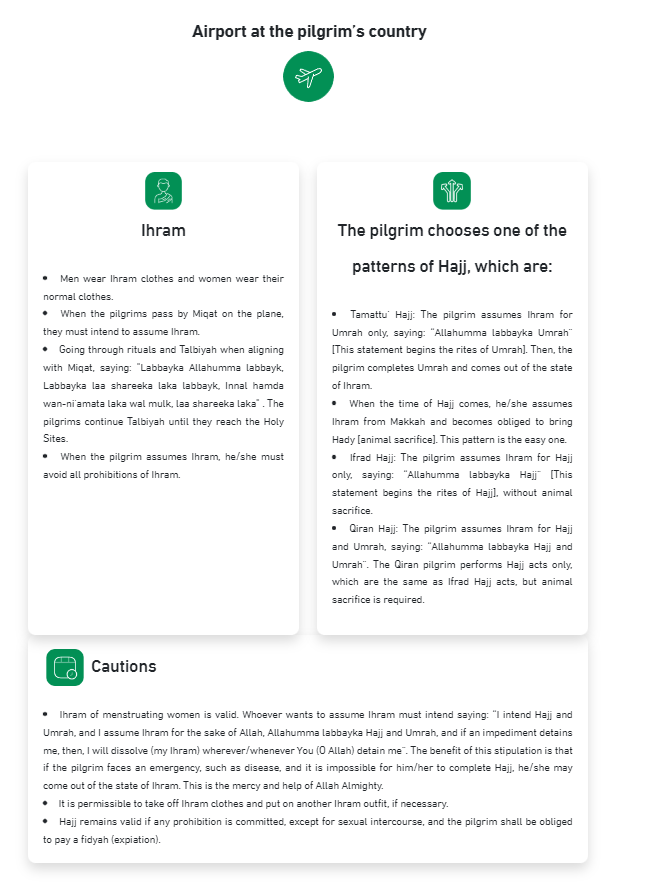 Airport at the pilgrim's country
Ihram
• Men wear Ihram clothes and women wear their
normal clothes.
• When the pilgrims pass by Miqat on the plane,
they must intend to assume Ihram.
• Going through rituals and Talbiyah when aligning
with Miqat, saying: "Labbayka Allahumma labbayk,
Labbayka laa shareeka laka labbayk, Innal hamda
wan-ni'amata laka wal mulk, laa shareeka laka" . The
pilgrims continue Talbiyah until they reach the Holy
Sites.
• When the pilgrim assumes Ihram, he/she must
avoid all prohibitions of Ihram.
The pilgrim chooses one of the
patterns of Hajj, which are:
• Tamattu' Hajj: The pilgrim assumes Ihram for
Umrah only, saying: "Allahumma labbayka Umrah"
[This statement begins the rites of Umrah]. Then, the
pilgrim completes Umrah and comes out of the state
of Ihram.
• When the time of Hajj comes, he/she assumes
Ihram from Makkah and becomes obliged to bring
Hady [animal sacrifice]. This pattern is the easy one.
• Ifrad Hajj: The pilgrim assumes Ihram for Hajj
only, saying: "Allahumma labbayka Hajj" [This
statement begins the rites of Hajj], without animal
sacrifice.
• Qiran Hajj: The pilgrim assumes Ihram for Hajj
and Umrah, saying: "Allahumma labbayka Hajj and
Umrah". The Qiran pilgrim performs Hajj acts only,
which are the same as Ifrad Hajj acts, but animal
sacrifice is required.
Cautions
• Ihram of menstruating women is valid. Whoever wants to assume Ihram must intend saying: "I intend Hajj and
Umrah, and I assume Ihram for the sake of Allah, Allahumma labbayka Hajj and Umrah, and if an impediment detains
me, then, I will dissolve (my Ihram) wherever/whenever You (O Allah) detain me". The benefit of this stipulation is that
if the pilgrim faces an emergency, such as disease, and it is impossible for him/her to complete Hajj, he/she may
come out of the state of Ihram. This is the mercy and help of Allah Almighty.
• It is permissible to take off Ihram clothes and put on another Ihram outfit, if necessary.
• Hajj remains valid if any prohibition is committed, except for sexual intercourse, and the pilgrim shall be obliged
to pay a fidyah (expiation).